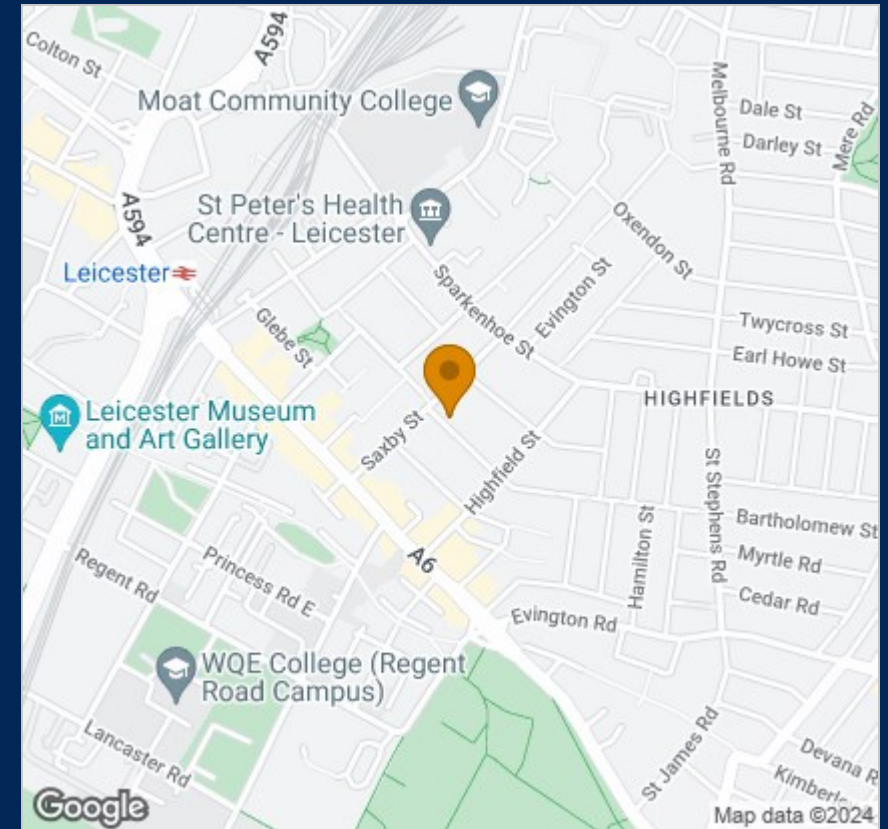 Colton St
A594
Moat Community College
Melbourne Rd
Dale St
Darley St
Mere Rd
A594
St Peter's Health
Centre - Leicester
Oxendon St
Leicester
Sparkenhoe St
Evington St
Glebe St
Twycross St
Earl Howe St
HIGHFIELDS
Leicester Museum
and Art Gallery
M
Saxby St
Highfield St
St Stephens Rd
Hamilton St
Bartholomew St
Myrtle Rd
Cedar Rd
A6
Princess Rd E
Regent Rd
Evington Rd
WQE College (Regent
Road Campus)
Lancaster Rd
St James Rd
Devana R
Kimberl
Google
Map data ©2024